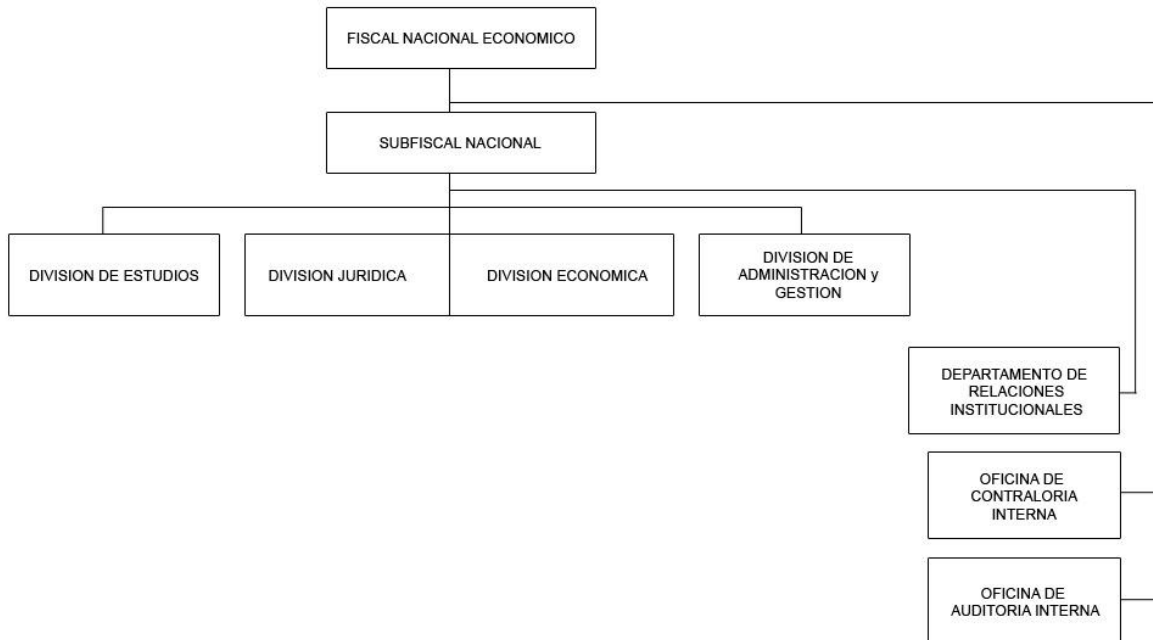 FISCAL NACIONAL ECONOMICO
SUBFISCAL NACIONAL
DIVISION DE ESTUDIOS
DIVISION JURIDICA
DIVISION ECONOMICA
DIVISION DE
ADMINISTRACION y
GESTION
DEPARTAMENTO DE
RELACIONES
INSTITUCIONALES
OFICINA DE
CONTRALORIA
INTERNA
OFICINA DE
AUDITORIA INTERNA